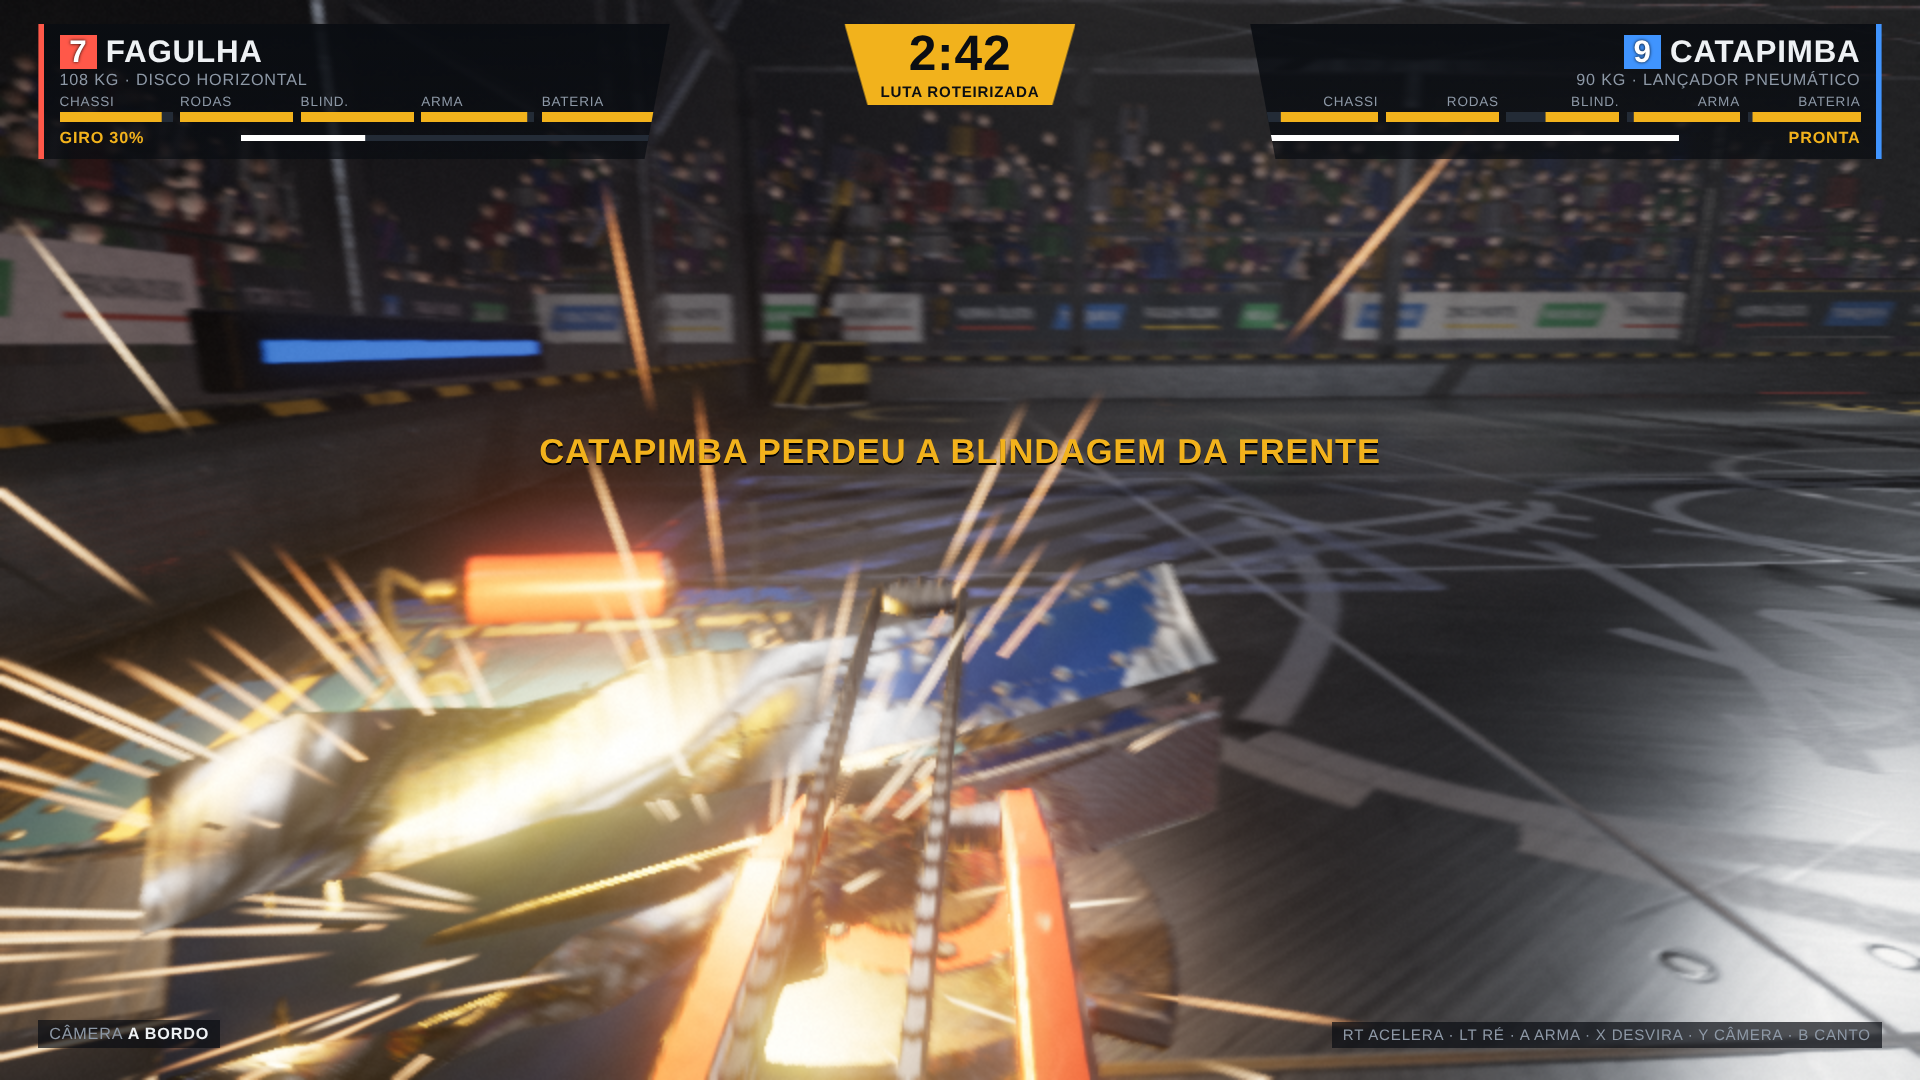 7 FAGULHA
108 KG · DISCO HORIZONTAL
CHASSI RODAS BLIND. ARMA BATERIA
GIRO 30%
2:42
LUTA ROTEIRIZADA
9 CATAPIMBA
90 KG · LANÇADOR PNEUMÁTICO
CHASSI RODAS BLIND. ARMA BATERIA
PRONTA
CATAPIMBA PERDEU A BLINDAGEM DA FRENTE
CÂMERA A BORDO
RT ACELERA · LT RÉ · A ARMA · X DESVIRA · Y CÂMERA · B CANTO